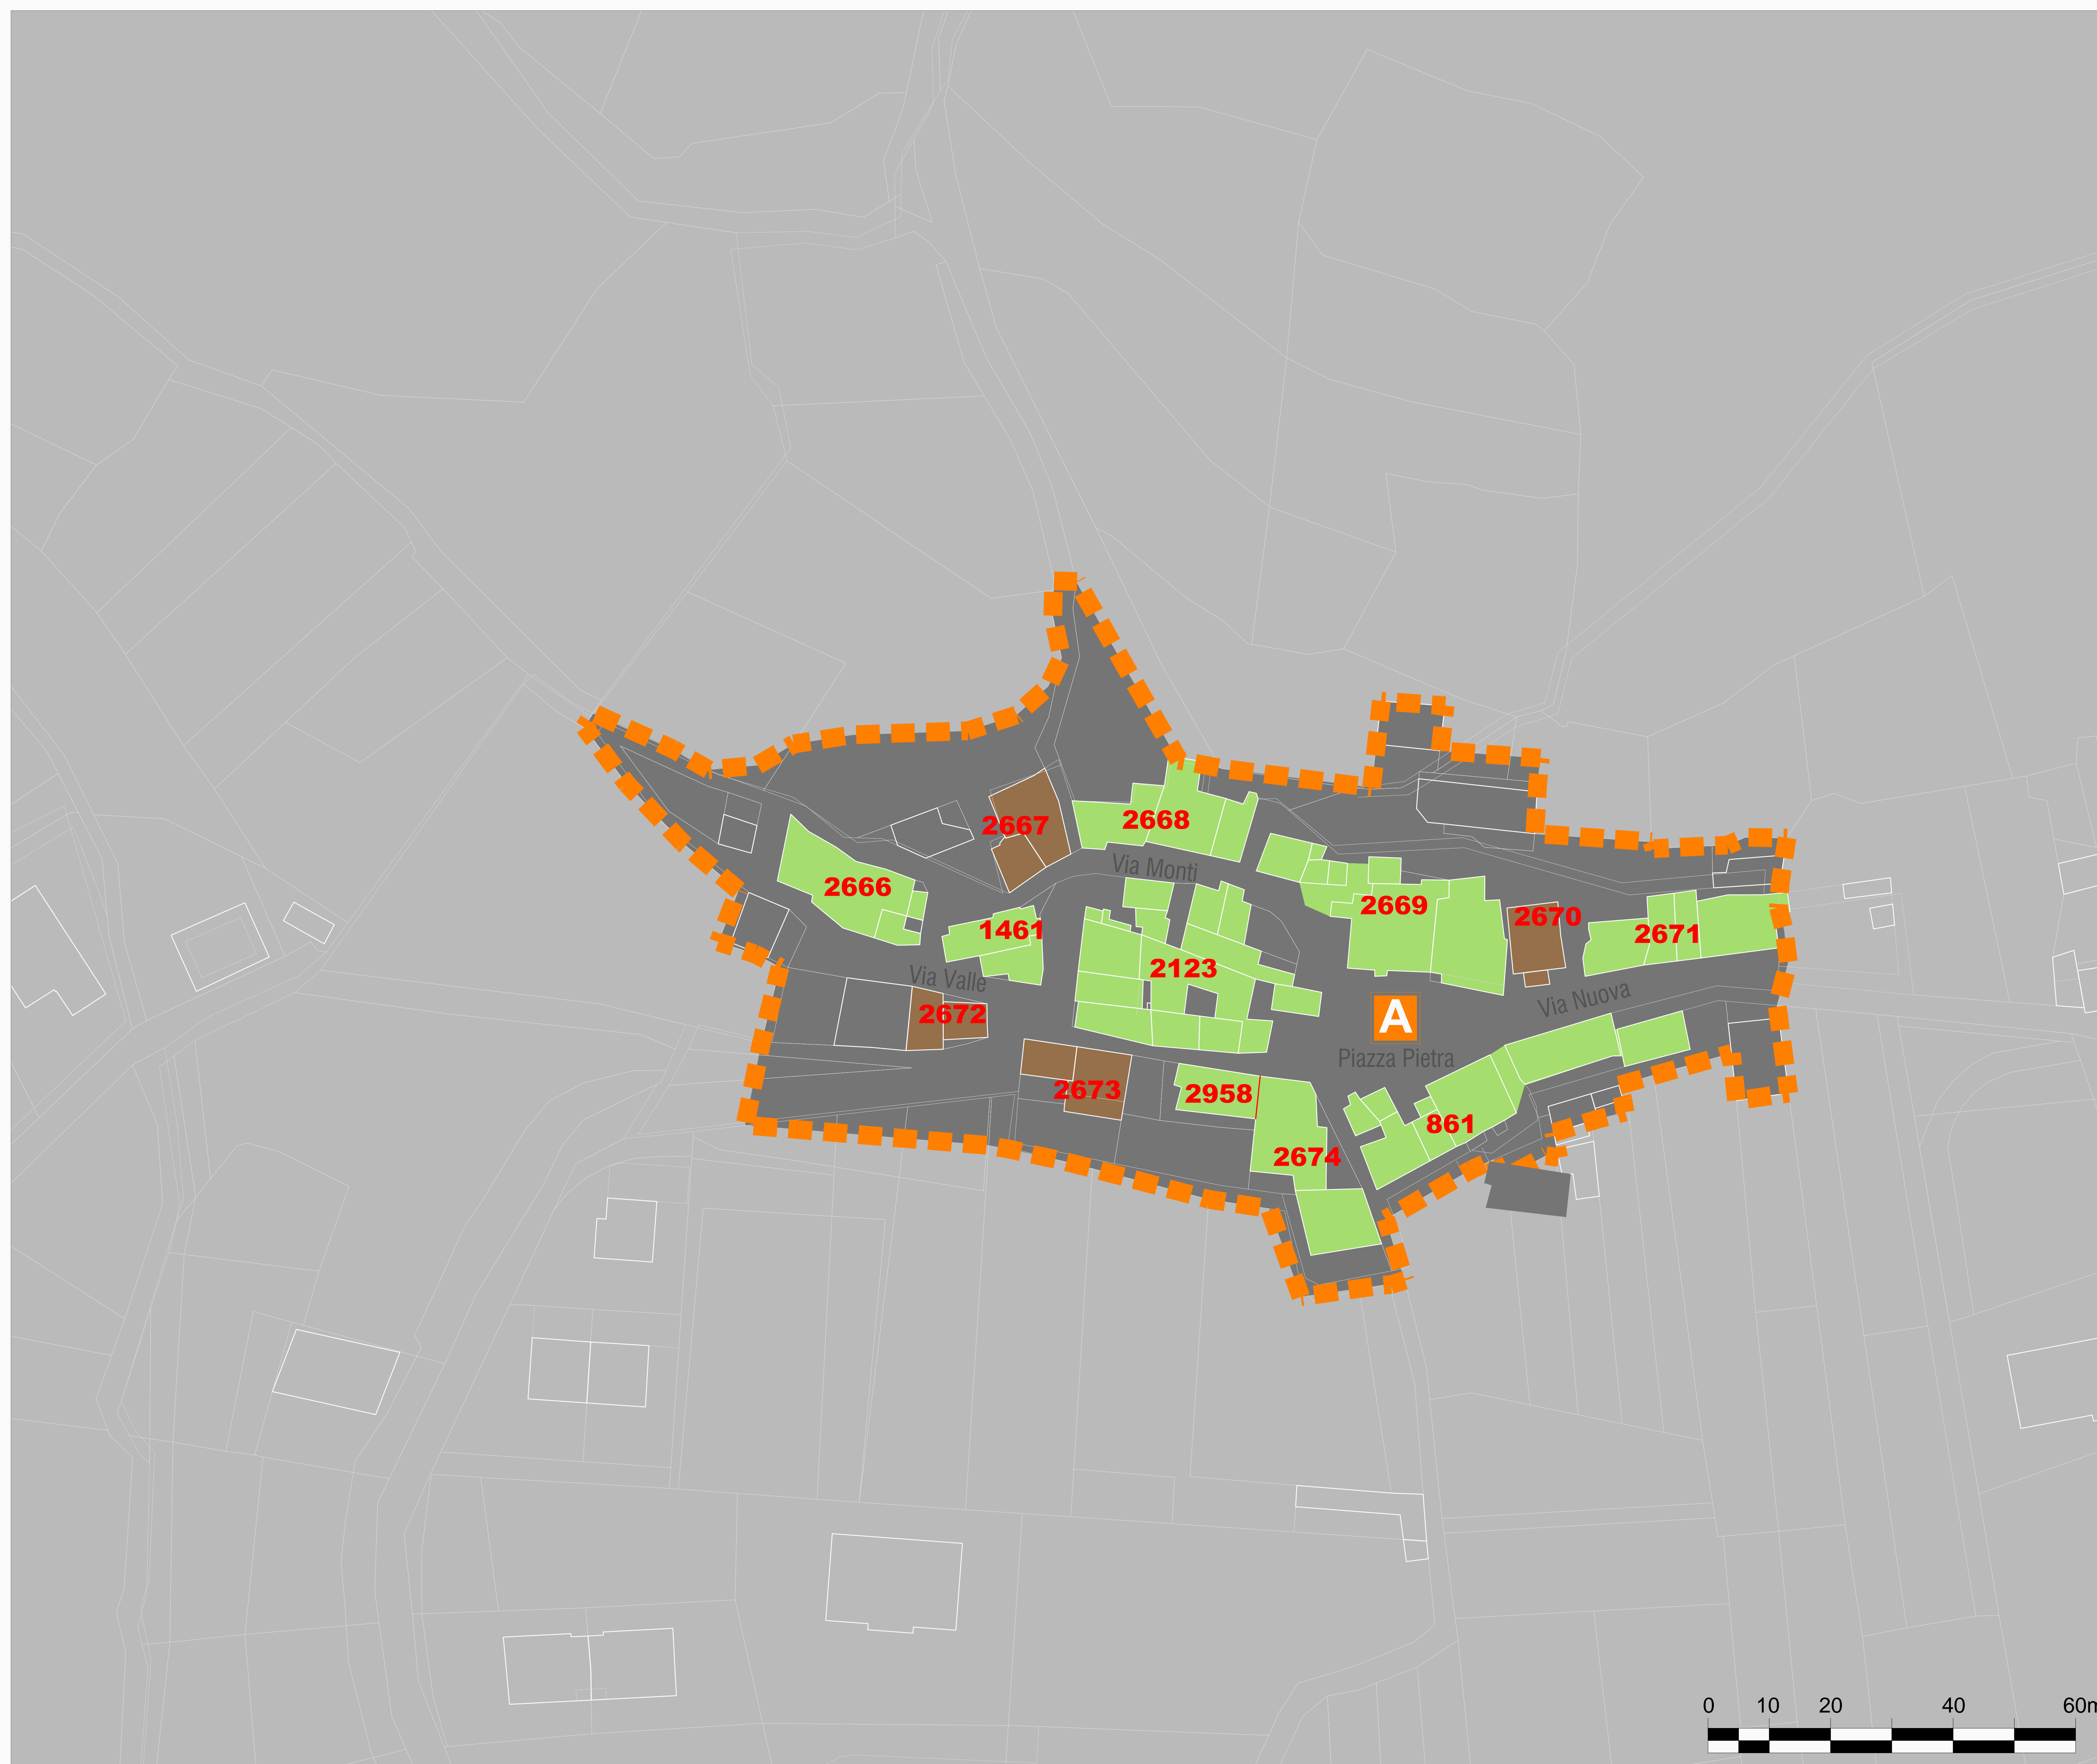 2668
2667
Via Monti
2666
2669
2670
1461
2671
2123
Via Valle
Via Nuova
2672
A
Piazza Pietra
2673
2958
861
2674
0 10 20 40 60m